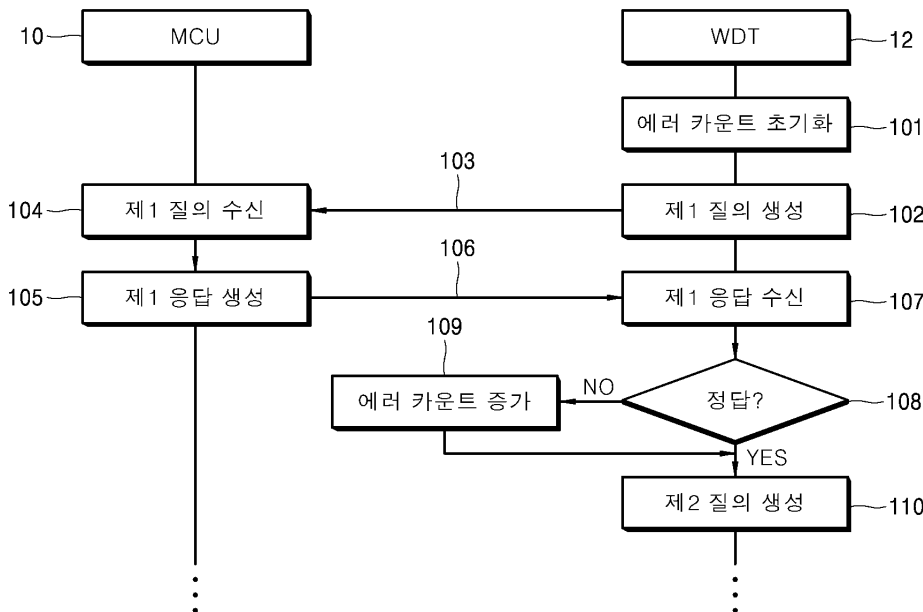 10
MCU
WDT
12
에러 카운트 초기화
101
103
104
제1 질의 수신
제1 질의 생성
102
106
105
제1 응답 생성
제1 응답 수신
107
109
에러 카운트 증가
NO
정답?
108
YES
제2 질의 생성
110